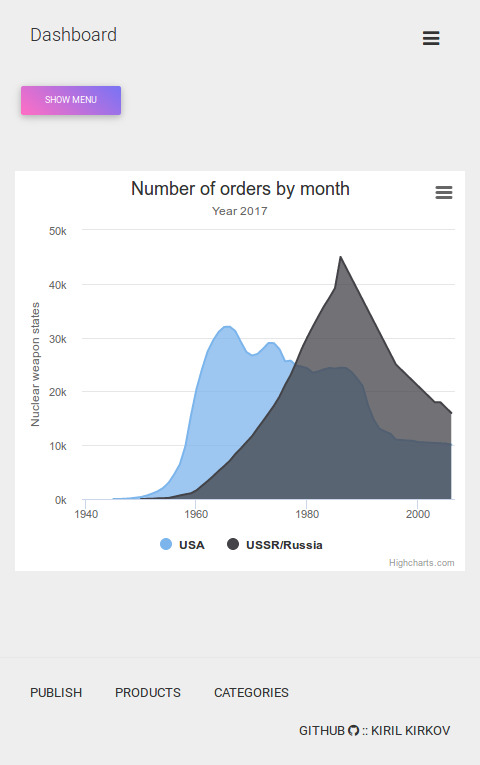 Dashboard
SHOW MENU
Number of orders by month
Year 2017
Nuclear weapon states
50k
40k
30k
20k
10k
0k
1940 1960 1980 2000
USA USSR/Russia
Highcharts.com
PUBLISH PRODUCTS CATEGORIES
GITHUB :: KIRIL KIRKOV